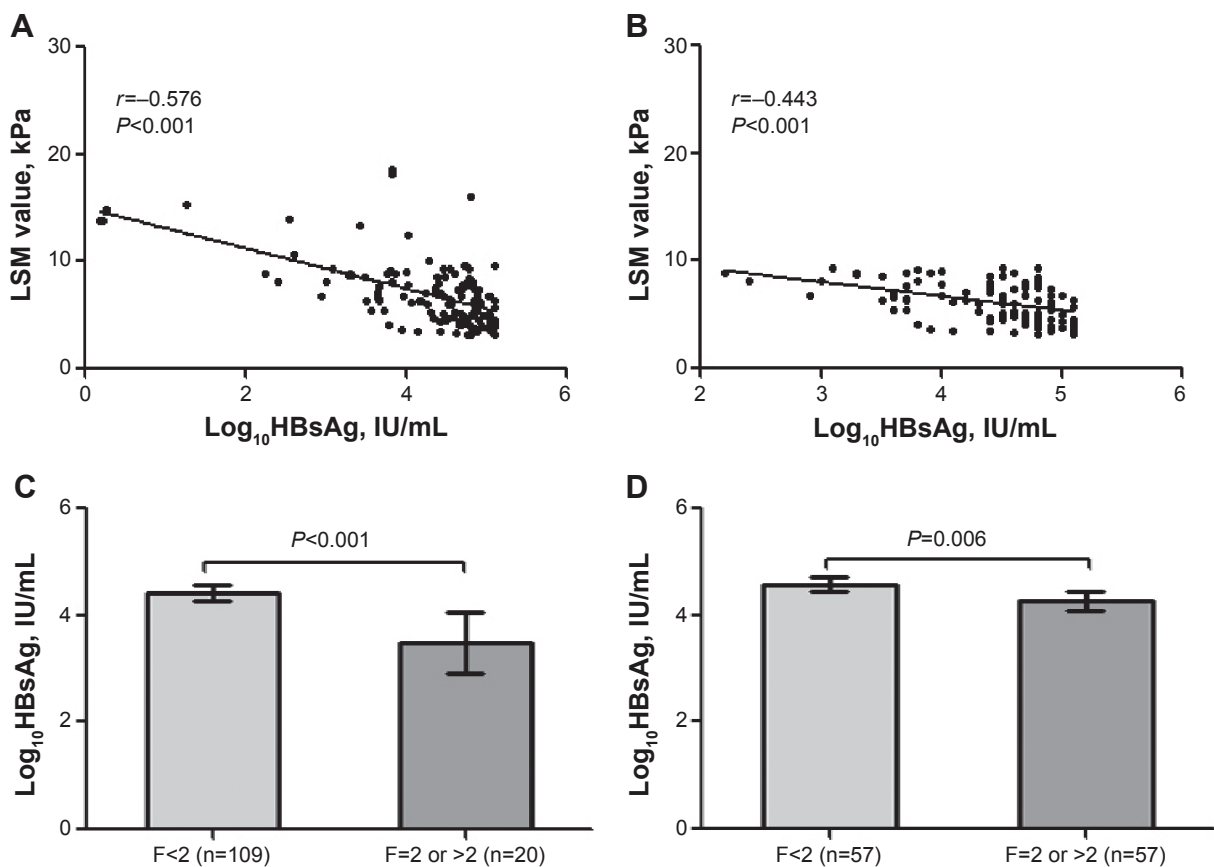 A
30
20
10
0
LSM value, kPa
r=–0.576
P<0.001
0
2
4
6
Log₁₀HBsAg, IU/mL
B
30
20
10
0
LSM value, kPa
r=–0.443
P<0.001
2
3
4
5
6
Log₁₀HBsAg, IU/mL
C
6
4
2
0
Log₁₀HBsAg, IU/mL
P<0.001
F<2 (n=109)
F=2 or >2 (n=20)
D
6
4
2
0
Log₁₀HBsAg, IU/mL
P=0.006
F<2 (n=57)
F=2 or >2 (n=57)